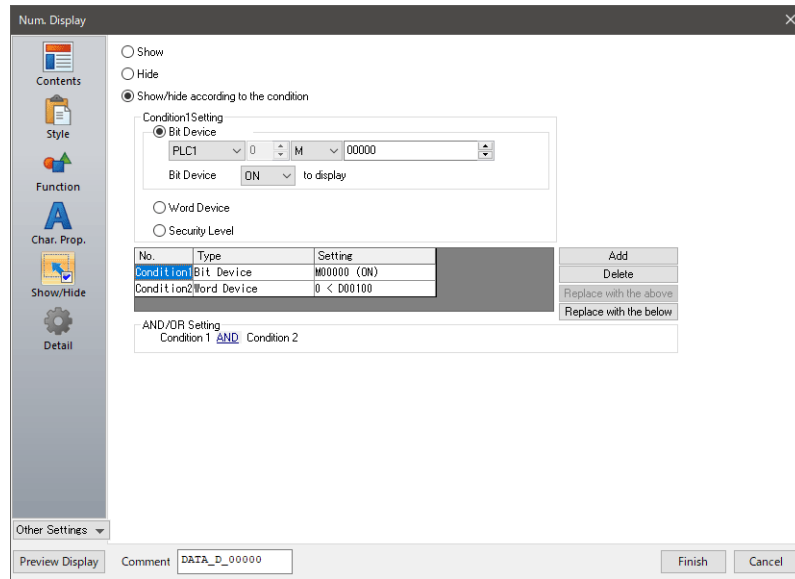 Num. Display
Contents
Style
Function
Char. Prop.
Show/Hide
Detail
Other Settings
Show
Hide
Show/hide according to the condition
Condition1Setting
Bit Device
PLC1 0 M 00000
Bit Device ON to display
Word Device
Security Level
No. Type Setting
Condition1 Bit Device M00000 (ON)
Condition2 Word Device 0 < D00100
Add
Delete
Replace with the above
Replace with the below
AND/OR Setting
Condition 1 AND Condition 2
Preview Display Comment DATA_D_00000 Finish Cancel